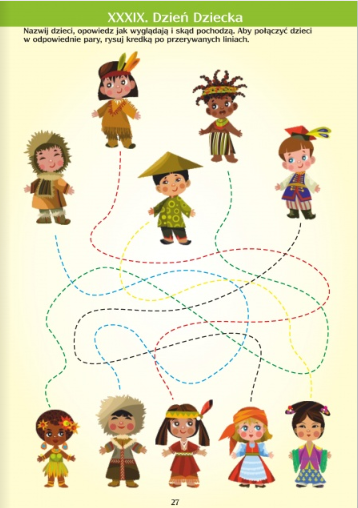 XXXIX. Dzień Dziecka
Nazwij dzieci, opowiedz jak wyglądają i skąd pochodzą. Aby połączyć dzieci
w odpowiednie pary, rysuj kredką po przerywanych liniach.
27